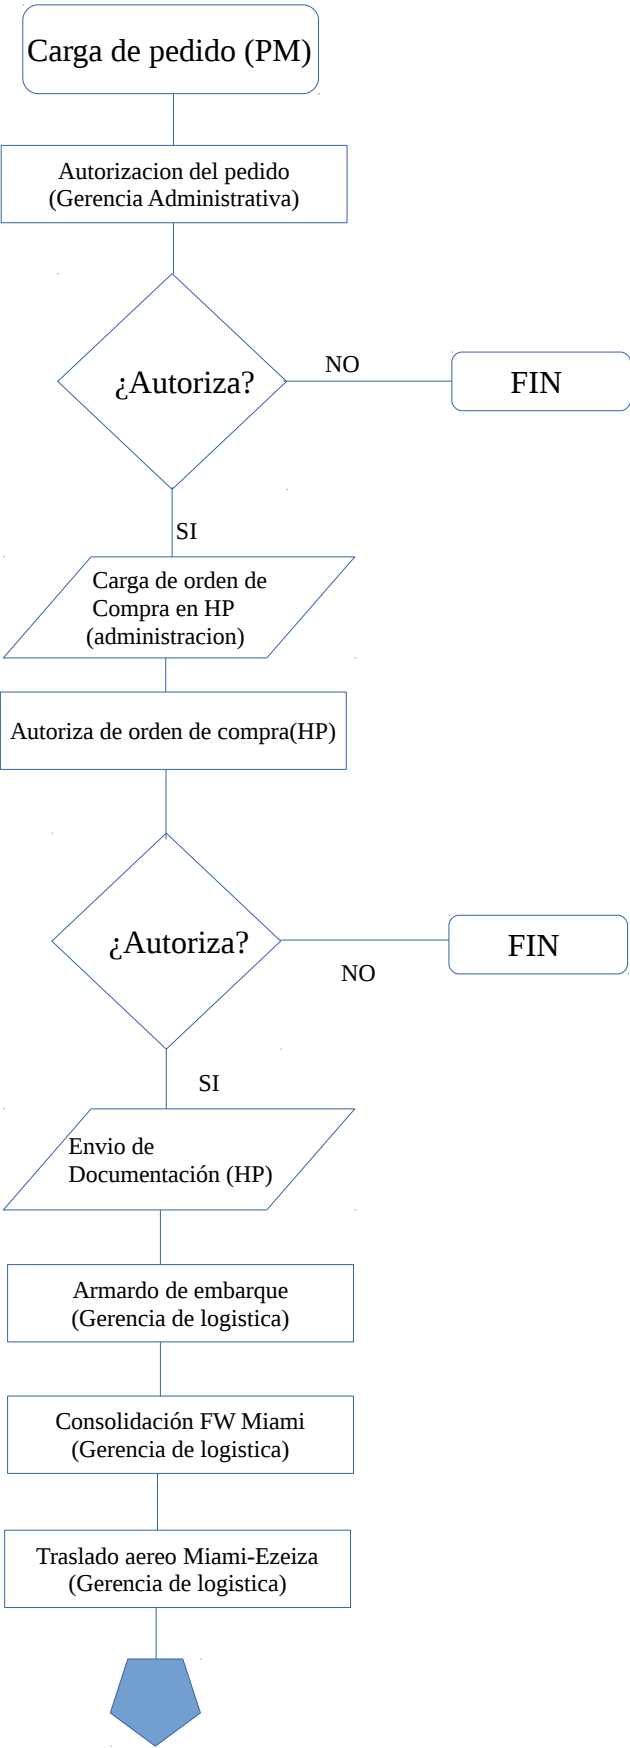 Carga de pedido (PM)
Autorizacion del pedido
(Gerencia Administrativa)
¿Autoriza?
NO
FIN
SI
Carga de orden de
Compra en HP
(administracion)
Autoriza de orden de compra(HP)
¿Autoriza?
FIN
NO
SI
Envio de
Documentación (HP)
Armardo de embarque
(Gerencia de logistica)
Consolidación FW Miami
(Gerencia de logistica)
Traslado aereo Miami-Ezeiza
(Gerencia de logistica)